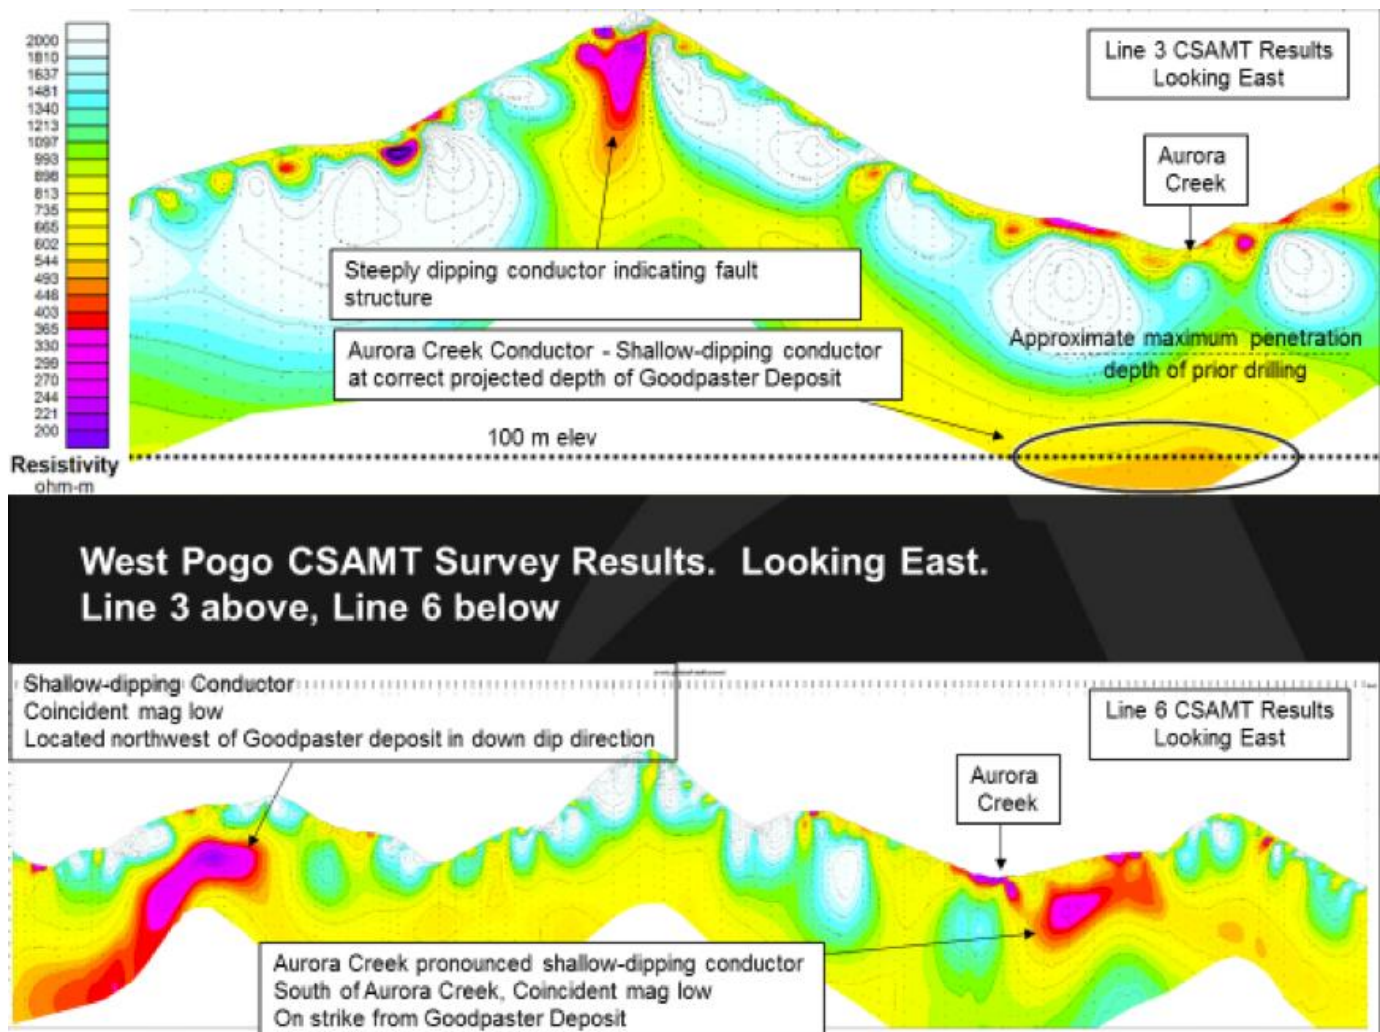 2000
1810
1637
1481
1340
1213
1097
993
898
813
735
665
602
544
493
446
403
365
330
299
270
244
221
200
Resistivity
ohm-m
Line 3 CSAMT Results
Looking East
Aurora
Creek
Steeply dipping conductor indicating fault
structure
Aurora Creek Conductor - Shallow-dipping conductor
at correct projected depth of Goodpaster Deposit
Approximate maximum penetration
depth of prior drilling
100 m elev
West Pogo CSAMT Survey Results. Looking East.
Line 3 above, Line 6 below
Shallow-dipping Conductor
Coincident mag low
Located northwest of Goodpaster deposit in down dip direction
Line 6 CSAMT Results
Looking East
Aurora
Creek
Aurora Creek pronounced shallow-dipping conductor
South of Aurora Creek, Coincident mag low
On strike from Goodpaster Deposit